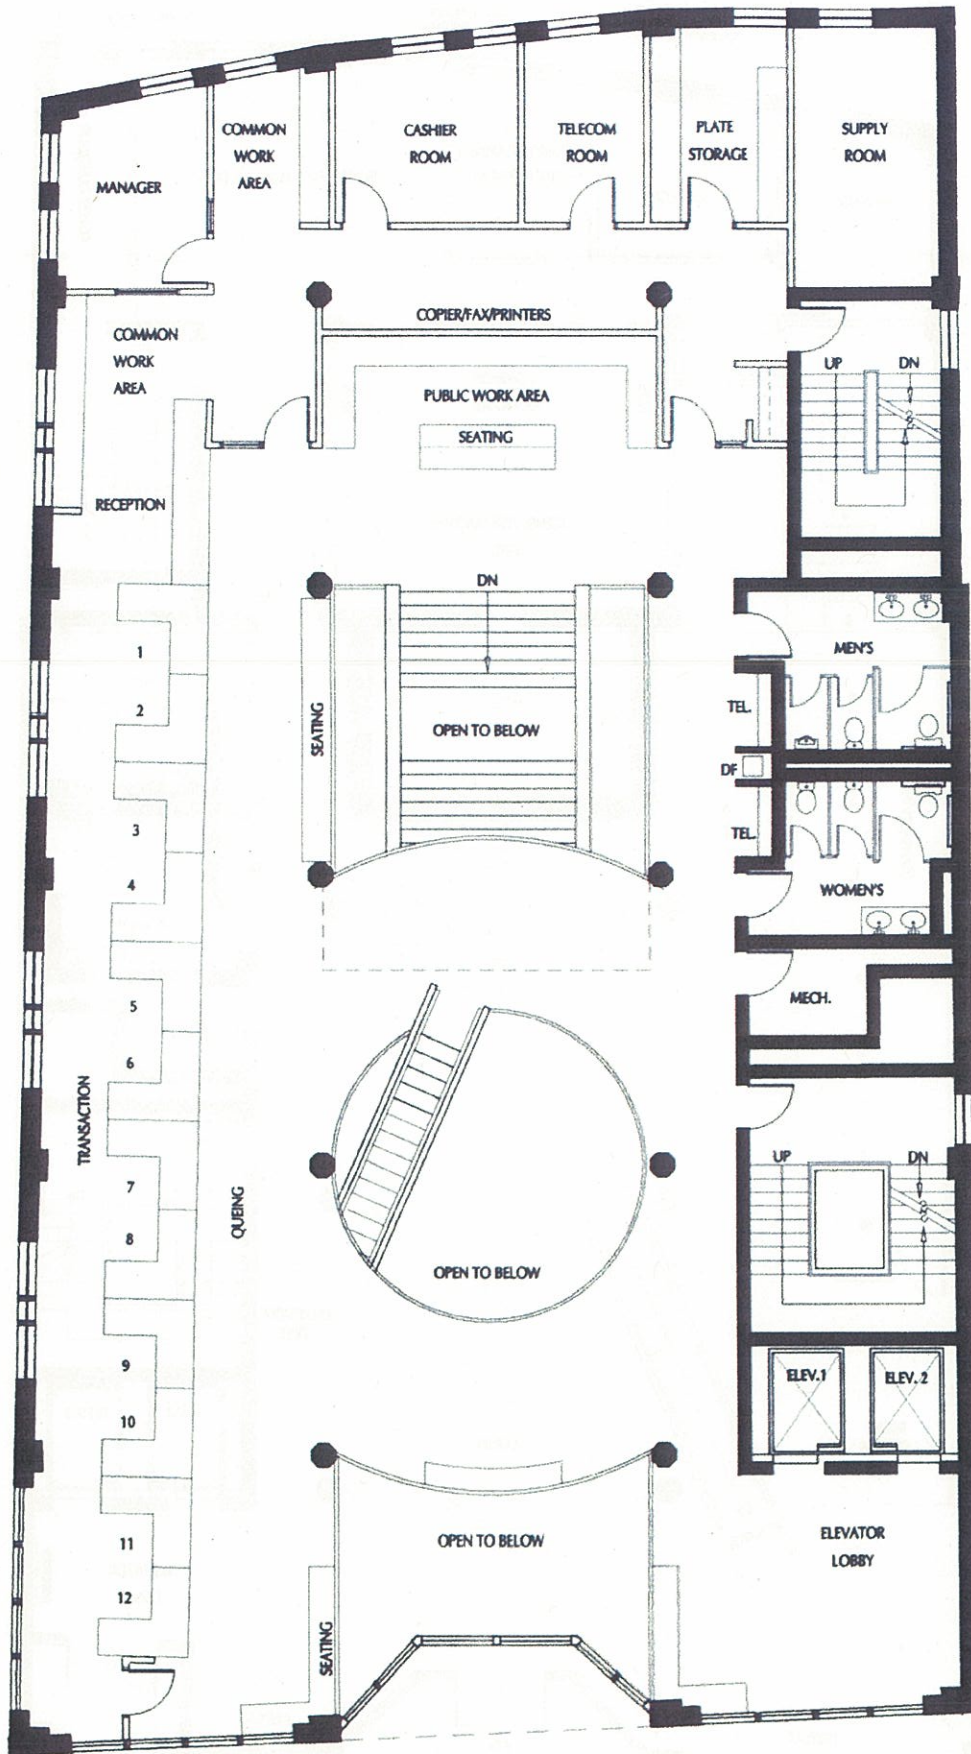 COMMON
WORK
AREA
CASHIER
ROOM
TELECOM
ROOM
PLATE
STORAGE
SUPPLY
ROOM
MANAGER
COPIER/FAX/PRINTERS
COMMON
WORK
AREA
UP
DN
PUBLIC WORK AREA
SEATING
RECEPTION
DN
1
2
SEATING
OPEN TO BELOW
MEN'S
TEL.
DF
TEL.
3
4
WOMEN'S
5
6
MECH.
TRANSACTION
7
8
QUEING
UP
DN
OPEN TO BELOW
9
10
ELEV.1
ELEV. 2
11
12
OPEN TO BELOW
ELEVATOR
LOBBY
SEATING